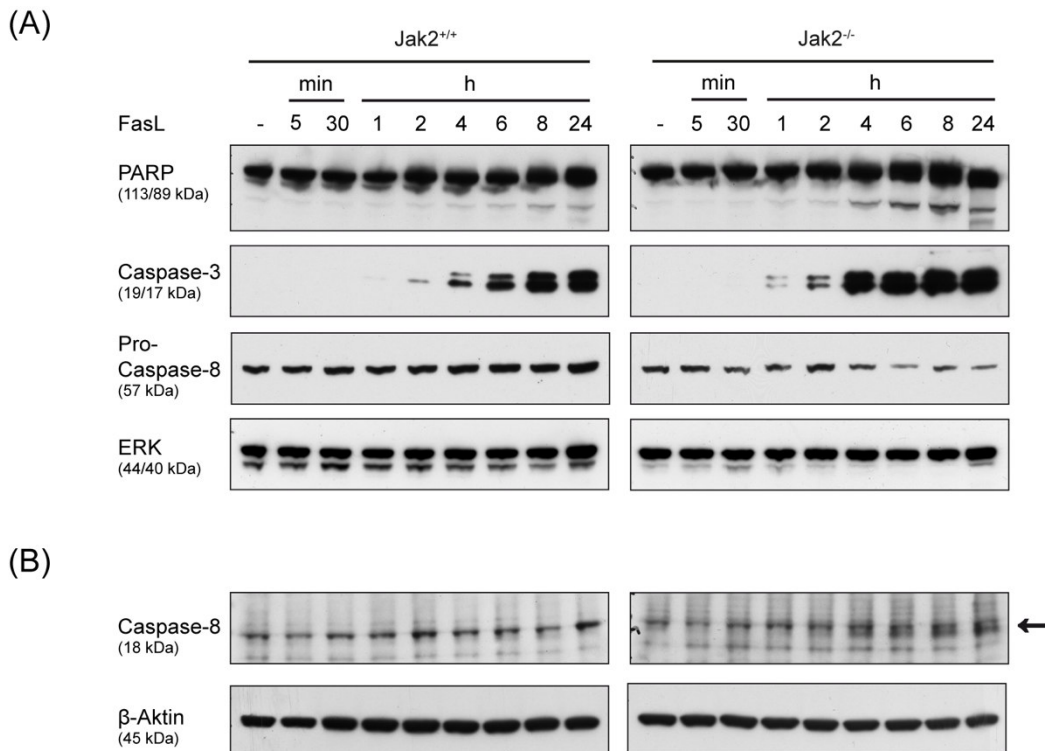 (A)
Jak2+/+ Jak2-/-
min h min h
FasL - 5 30 1 2 4 6 8 24 - 5 30 1 2 4 6 8 24
PARP
(113/89 kDa)
Caspase-3
(19/17 kDa)
Pro-
Caspase-8
(57 kDa)
ERK
(44/40 kDa)
(B)
Caspase-8
(18 kDa)
β-Aktin
(45 kDa)